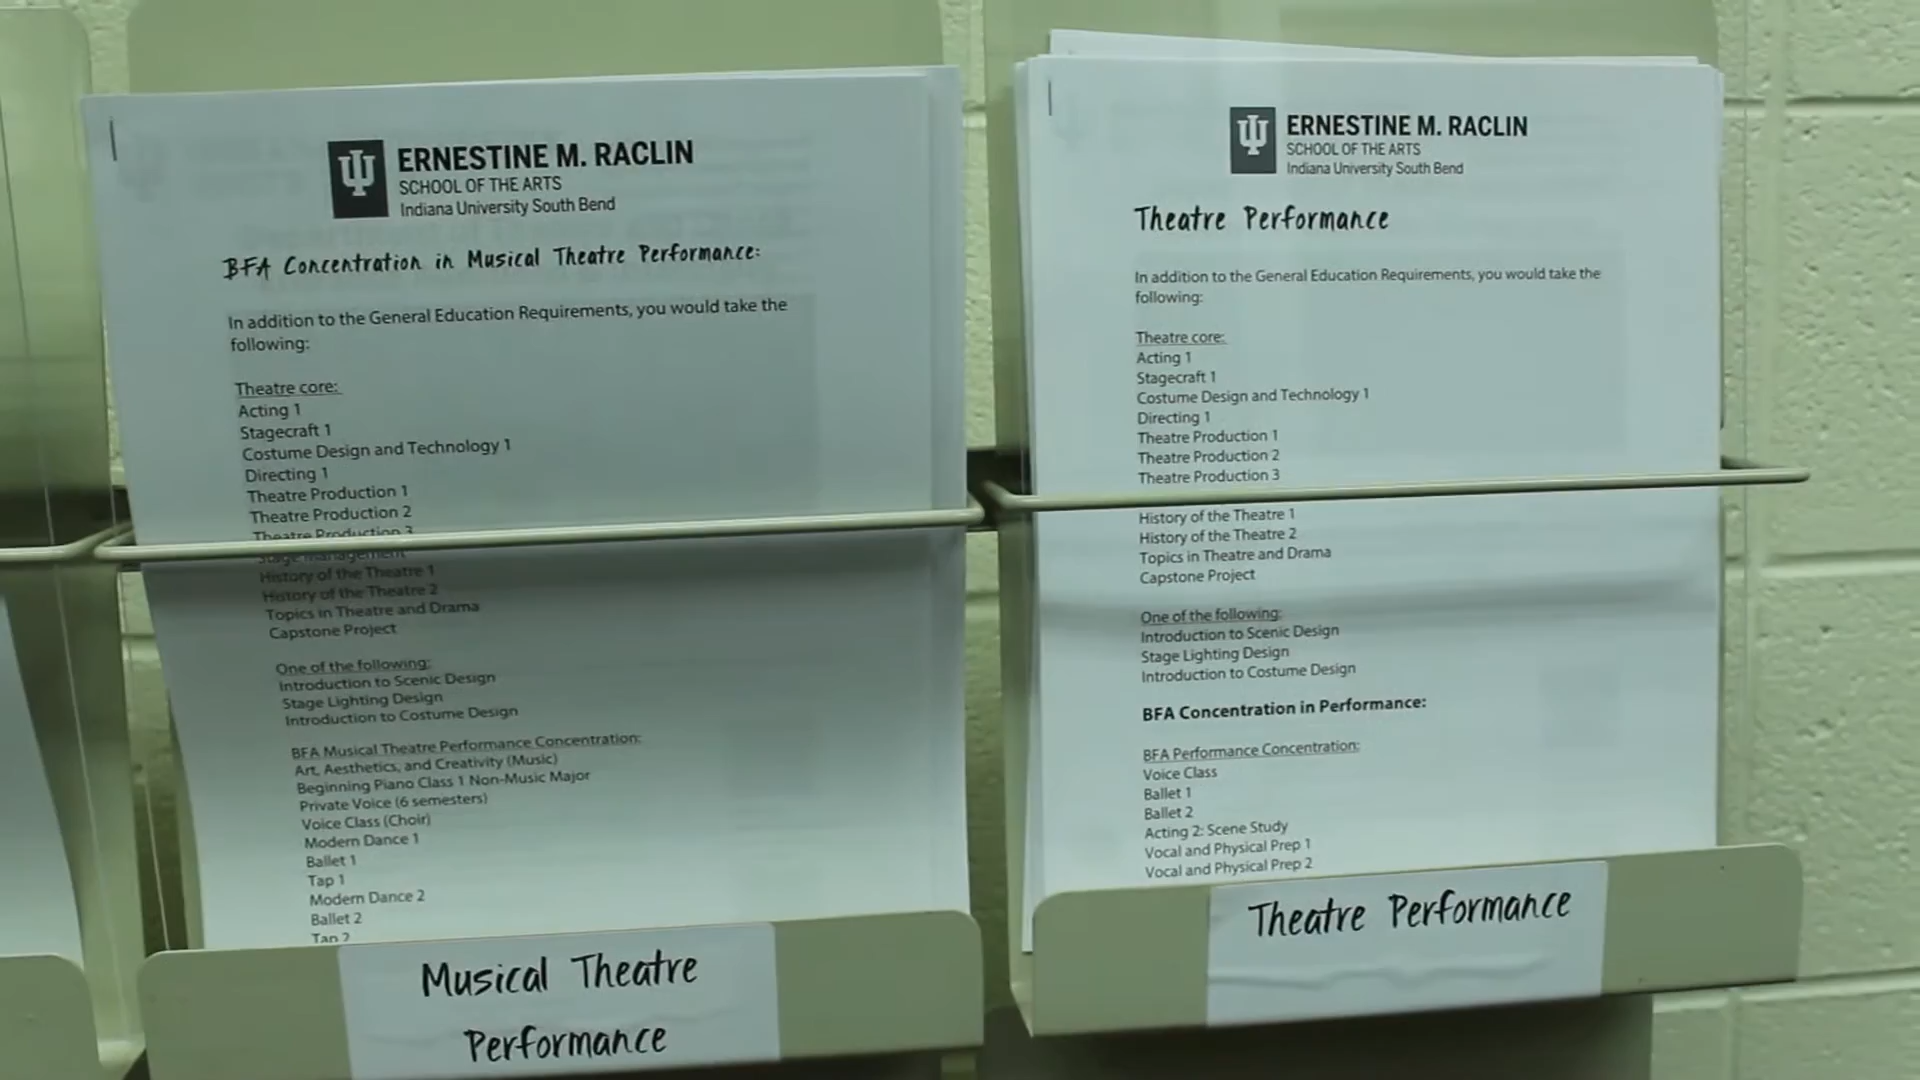 ERNESTINE M. RACLIN
SCHOOL OF THE ARTS
Indiana University South Bend
BFA Concentration in Musical Theatre Performance:
In addition to the General Education Requirements, you would take the
following:
Theatre core:
Acting 1
Stagecraft 1
Costume Design and Technology 1
Directing 1
Theatre Production 1
Theatre Production 2
Theatre Production 3
Stage Management
History of the Theatre 1
History of the Theatre 2
Topics in Theatre and Drama
Capstone Project
One of the following:
Introduction to Scenic Design
Stage Lighting Design
Introduction to Costume Design
BFA Musical Theatre Performance Concentration:
Art, Aesthetics, and Creativity (Music)
Beginning Piano Class 1 Non-Music Major
Private Voice (6 semesters)
Voice Class (Choir)
Modern Dance 1
Ballet 1
Tap 1
Modern Dance 2
Ballet 2
Tap 2
Musical Theatre
Performance
ERNESTINE M. RACLIN
SCHOOL OF THE ARTS
Indiana University South Bend
Theatre Performance
In addition to the General Education Requirements, you would take the
following:
Theatre core:
Acting 1
Stagecraft 1
Costume Design and Technology 1
Directing 1
Theatre Production 1
Theatre Production 2
Theatre Production 3
History of the Theatre 1
History of the Theatre 2
Topics in Theatre and Drama
Capstone Project
One of the following:
Introduction to Scenic Design
Stage Lighting Design
Introduction to Costume Design
BFA Concentration in Performance:
BFA Performance Concentration:
Voice Class
Ballet 1
Ballet 2
Acting 2: Scene Study
Vocal and Physical Prep 1
Vocal and Physical Prep 2
Theatre Performance